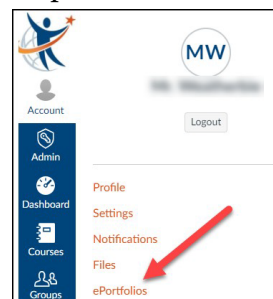 MW
Account
Logout
Admin
Profile
Dashboard
Settings
Notifications
Courses
Files
ePortfolios
Groups